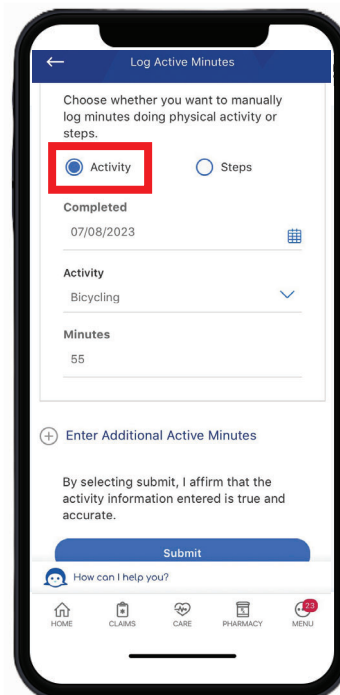 Log Active Minutes
Choose whether you want to manually
log minutes doing physical activity or
steps.
Activity Steps
Completed
07/08/2023
Activity
Bicycling
Minutes
55
Enter Additional Active Minutes
By selecting submit, I affirm that the
activity information entered is true and
accurate.
Submit
How can I help you?
HOME CLAIMS CARE PHARMACY 23 MENU